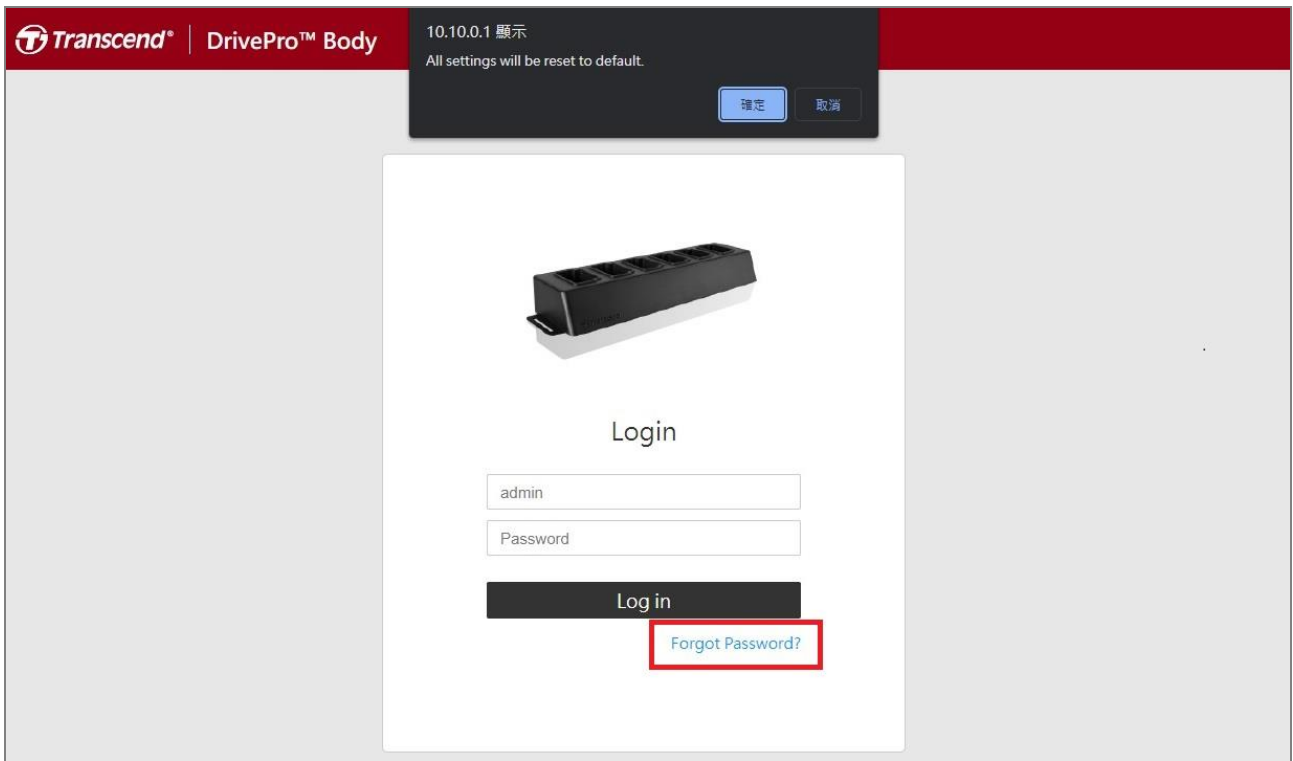 Transcend® DrivePro™ Body
10.10.0.1 顯示
All settings will be reset to default.
確定 取消
Transcend
Login
admin
Password
Log in
Forgot Password?